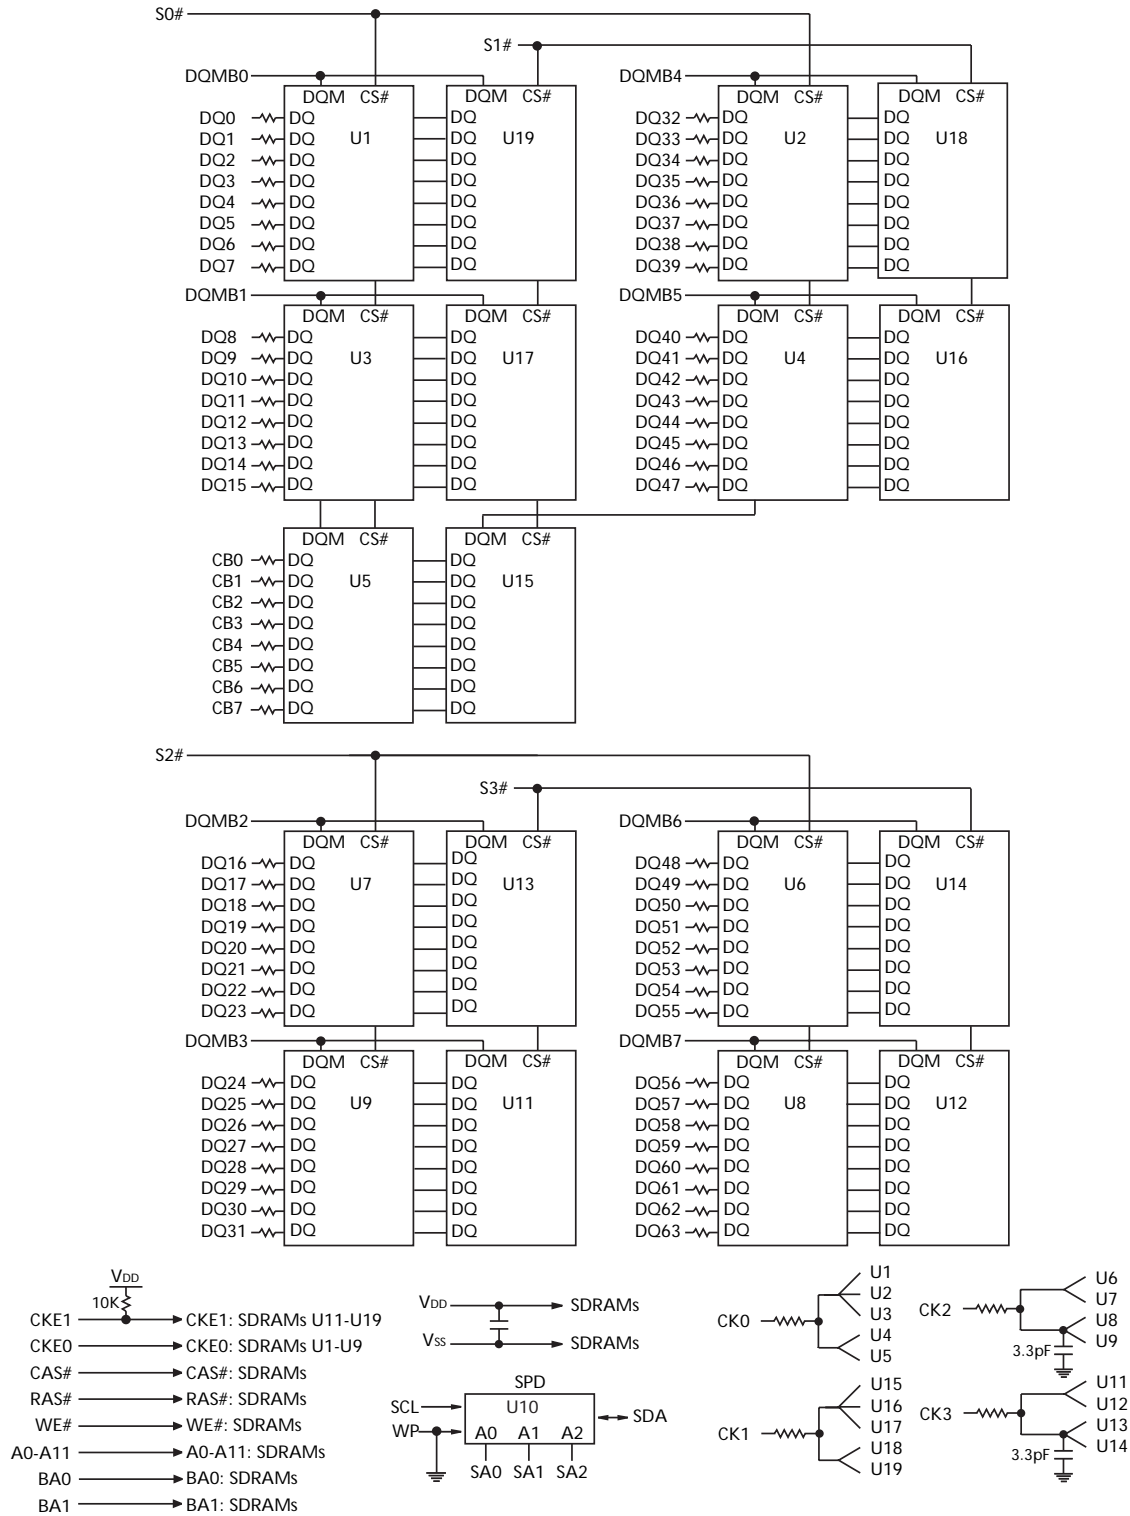 S0#
S1#
DQMB0
DQMB4
DQM CS# DQM CS# DQM CS# DQM CS#
DQ0 DQ DQ DQ32 DQ DQ
DQ1 DQ U1 DQ U19 DQ33 DQ U2 DQ U18
DQ2 DQ DQ DQ34 DQ DQ
DQ3 DQ DQ DQ35 DQ DQ
DQ4 DQ DQ DQ36 DQ DQ
DQ5 DQ DQ DQ37 DQ DQ
DQ6 DQ DQ DQ38 DQ DQ
DQ7 DQ DQ DQ39 DQ DQ
DQMB1
DQMB5
DQM CS# DQM CS# DQM CS# DQM CS#
DQ8 DQ DQ DQ40 DQ DQ
DQ9 DQ U3 DQ U17 DQ41 DQ U4 DQ U16
DQ10 DQ DQ DQ42 DQ DQ
DQ11 DQ DQ DQ43 DQ DQ
DQ12 DQ DQ DQ44 DQ DQ
DQ13 DQ DQ DQ45 DQ DQ
DQ14 DQ DQ DQ46 DQ DQ
DQ15 DQ DQ DQ47 DQ DQ
DQM CS# DQM CS#
CB0 DQ DQ
CB1 DQ U5 DQ U15
CB2 DQ DQ
CB3 DQ DQ
CB4 DQ DQ
CB5 DQ DQ
CB6 DQ DQ
CB7 DQ DQ
S2#
S3#
DQMB2
DQMB6
DQM CS# DQM CS# DQM CS# DQM CS#
DQ16 DQ DQ DQ48 DQ DQ
DQ17 DQ U7 DQ U13 DQ49 DQ U6 DQ U14
DQ18 DQ DQ DQ50 DQ DQ
DQ19 DQ DQ DQ51 DQ DQ
DQ20 DQ DQ DQ52 DQ DQ
DQ21 DQ DQ DQ53 DQ DQ
DQ22 DQ DQ DQ54 DQ DQ
DQ23 DQ DQ DQ55 DQ DQ
DQMB3
DQMB7
DQM CS# DQM CS# DQM CS# DQM CS#
DQ24 DQ DQ DQ56 DQ DQ
DQ25 DQ U9 DQ U11 DQ57 DQ U8 DQ U12
DQ26 DQ DQ DQ58 DQ DQ
DQ27 DQ DQ DQ59 DQ DQ
DQ28 DQ DQ DQ60 DQ DQ
DQ29 DQ DQ DQ61 DQ DQ
DQ30 DQ DQ DQ62 DQ DQ
DQ31 DQ DQ DQ63 DQ DQ
VDD
10K
CKE1 CKE1: SDRAMs U11-U19
CKE0 CKE0: SDRAMs U1-U9
CAS# CAS#: SDRAMs
RAS# RAS#: SDRAMs
WE# WE#: SDRAMs
A0-A11 A0-A11: SDRAMs
BA0 BA0: SDRAMs
BA1 BA1: SDRAMs
VDD SDRAMs
VSS SDRAMs
SPD
SCL U10
WP A0 A1 A2 SDA
SA0 SA1 SA2
CK0
U1
U2
U3
U4
U5
CK2
U6
U7
U8
U9
3.3pF
CK1
U15
U16
U17
U18
U19
CK3
U11
U12
U13
U14
3.3pF